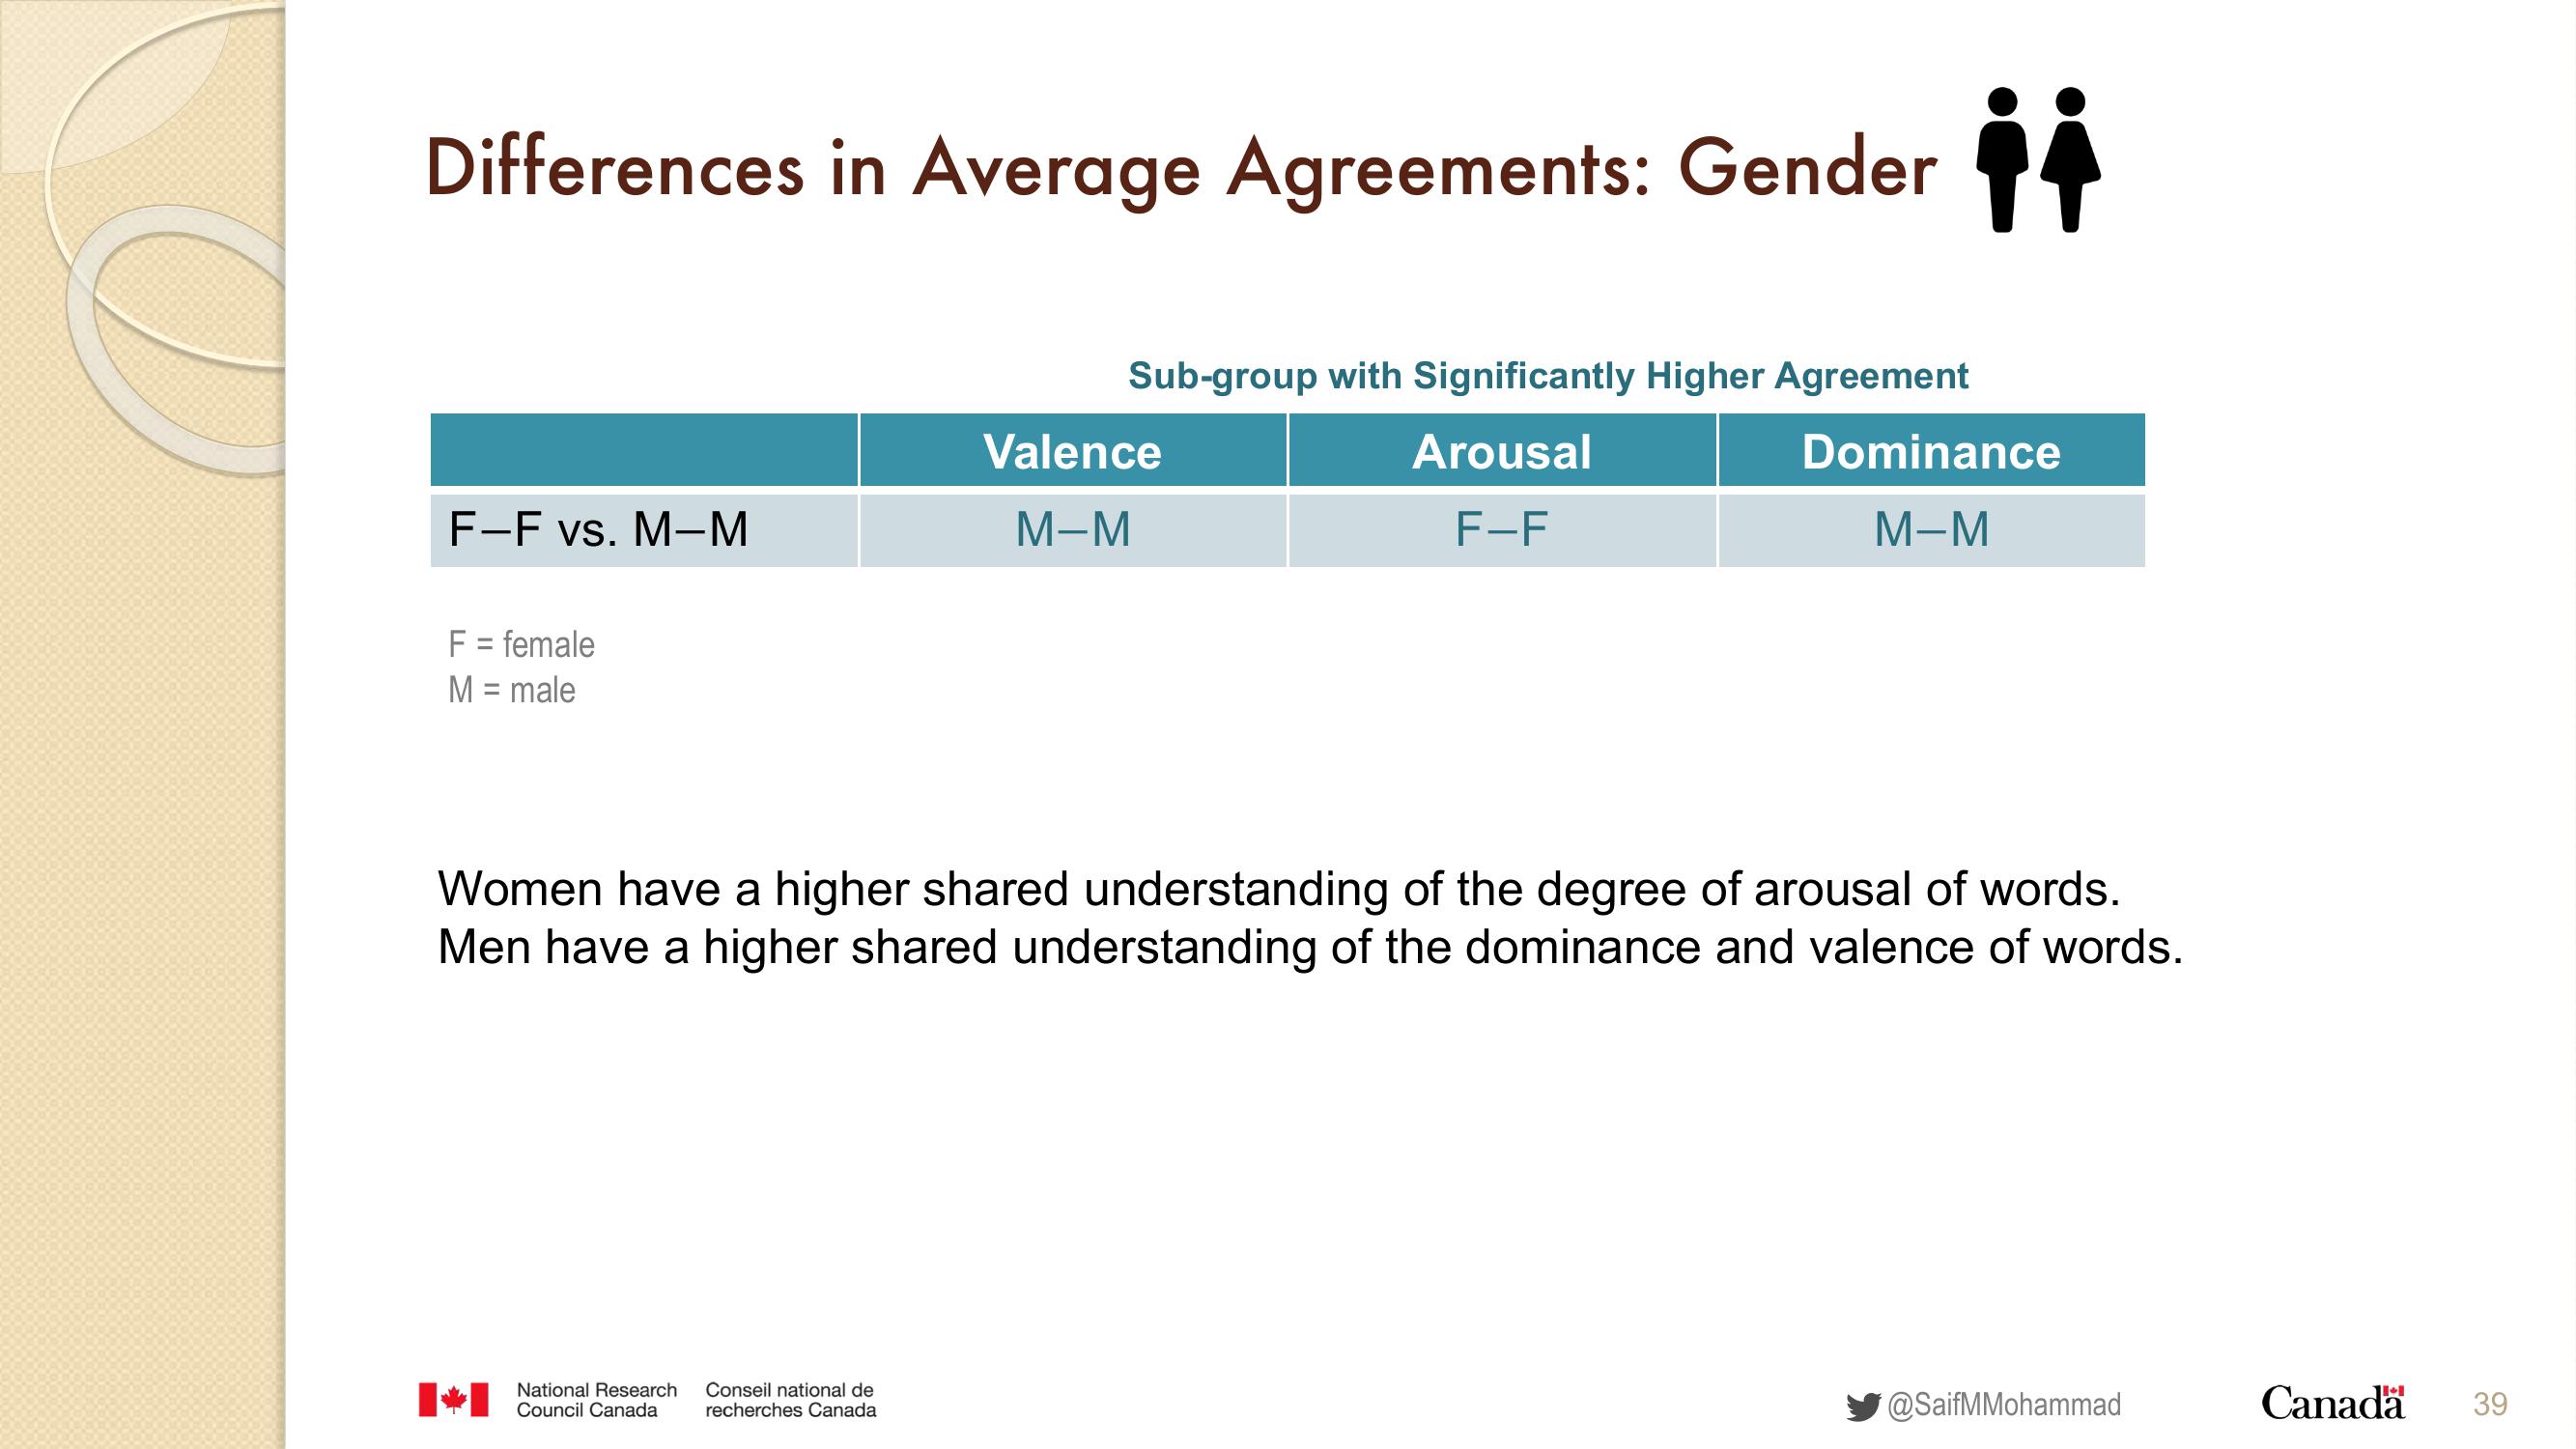 Differences in Average Agreements: Gender
Sub-group with Significantly Higher Agreement
Valence Arousal Dominance
F–F vs. M–M M–M F–F M–M
F = female
M = male
Women have a higher shared understanding of the degree of arousal of words.
Men have a higher shared understanding of the dominance and valence of words.
National Research Council Canada
Conseil national de recherches Canada
@SaifMMohammad
Canada
39